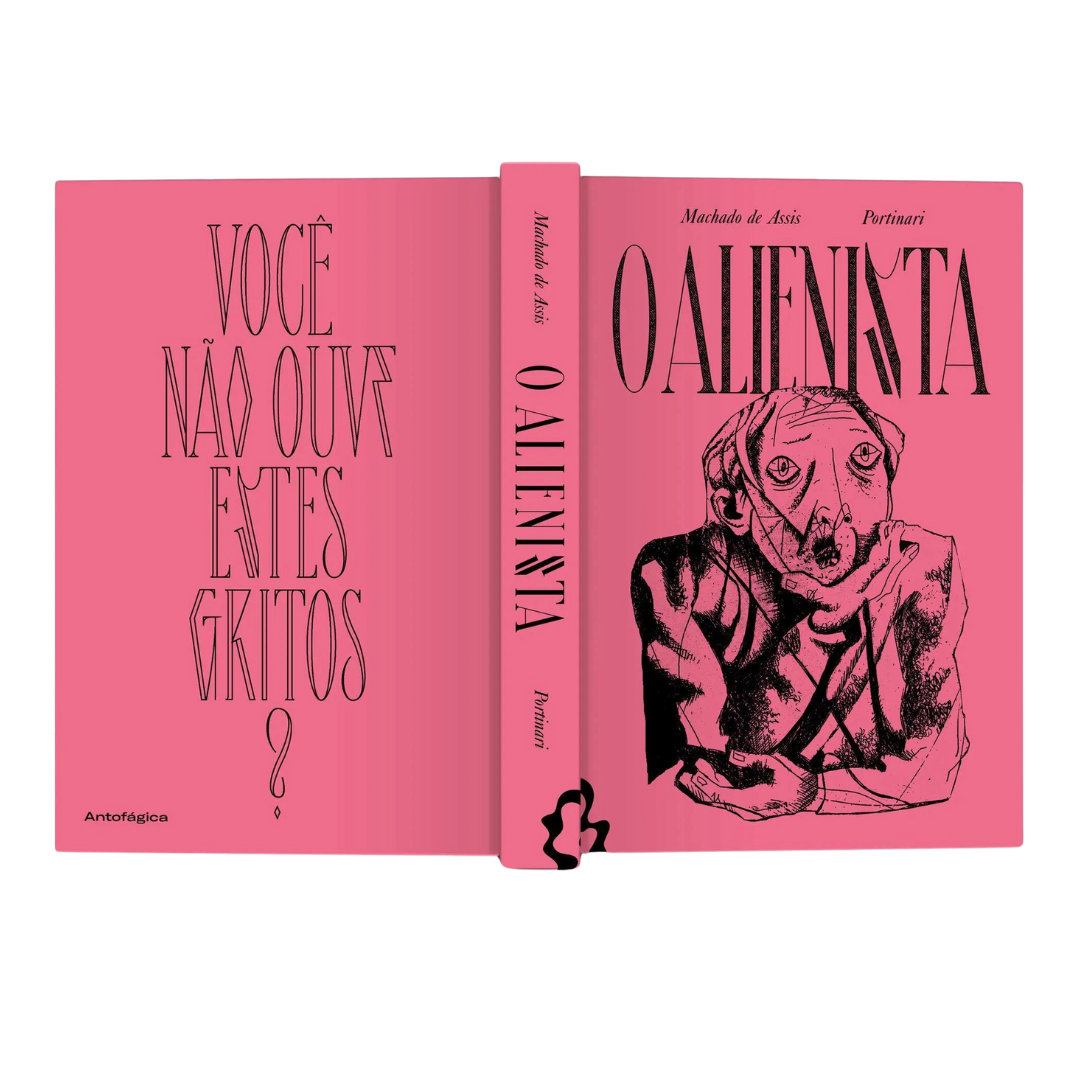 VOCÊ
NÃO OUVE
ESTES
GRITOS
?
Antofágica
Machado de Assis
O ALIENISTA
Portinari
Machado de Assis Portinari
O ALIENISTA